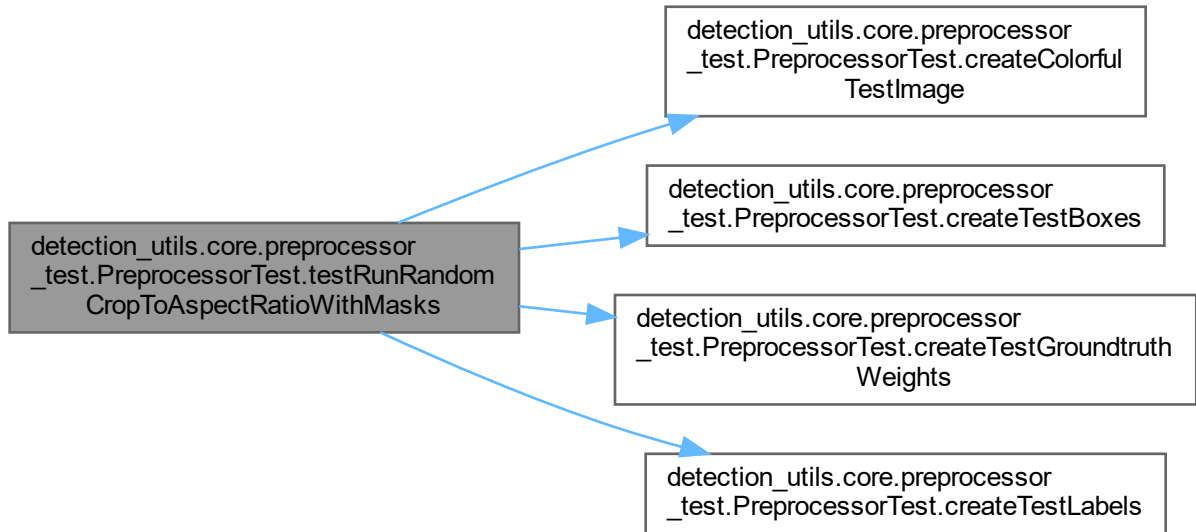 detection_utils.core.preprocessor
_test.PreprocessorTest.testRunRandom
CropToAspectRatioWithMasks
detection_utils.core.preprocessor
_test.PreprocessorTest.createColorful
TestImage
detection_utils.core.preprocessor
_test.PreprocessorTest.createTestBoxes
detection_utils.core.preprocessor
_test.PreprocessorTest.createTestGroundtruth
Weights
detection_utils.core.preprocessor
_test.PreprocessorTest.createTestLabels